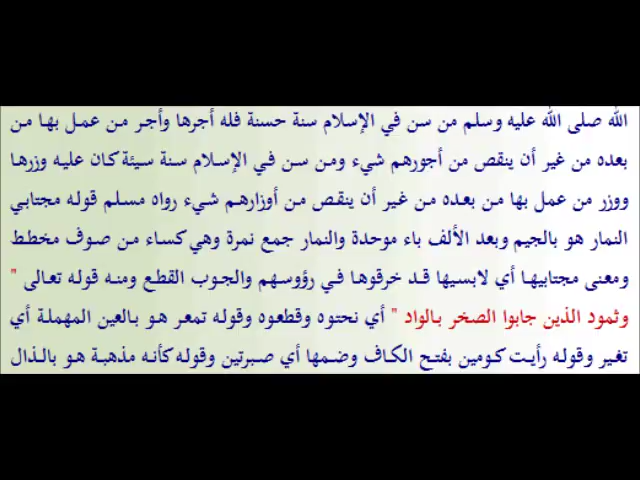 الله صلى الله عليه وسلم من سن في الإسلام سنة حسنة فله أجرها وأجر من عمل بها من
بعده من غير أن ينقص من أجورهم شيء ومن سن في الإسلام سنة سيئة كان عليه وزرها
ووزر من عمل بها من بعده من غير أن ينقص من أوزارهم شيء رواه مسلم قوله مجتابي
النمار هو بالجيم وبعد الألف باء موحدة والنمار جمع نمرة وهي كساء من صوف مخطط
ومعنى مجتابيها أي لابسيها قد خرقوها في رؤوسهم والجوب القطع ومنه قوله تعالى "
وثمود الذين جابوا الصخر بالواد " أي نحتوه وقطعوه وقوله تمعر هو بالعين المهملة أي
تغير وقوله رأيت كومين بفتح الكاف وضمها أي صبرتين وقوله كأنه مذهبة هو بالذال